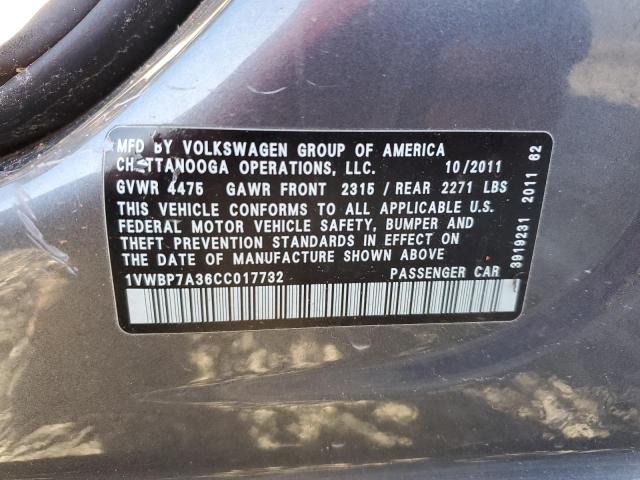 MFD BY VOLKSWAGEN GROUP OF AMERICA
CHATTANOOGA OPERATIONS, LLC. 10/2011
GVWR 4475 GAWR FRONT 2315 / REAR 2271 LBS
THIS VEHICLE CONFORMS TO ALL APPLICABLE U.S.
FEDERAL MOTOR VEHICLE SAFETY, BUMPER AND
THEFT PREVENTION STANDARDS IN EFFECT ON
THE DATE OF MANUFACTURE SHOWN ABOVE
1VWBP7A36CC017732 PASSENGER CAR
3919231 2011 62